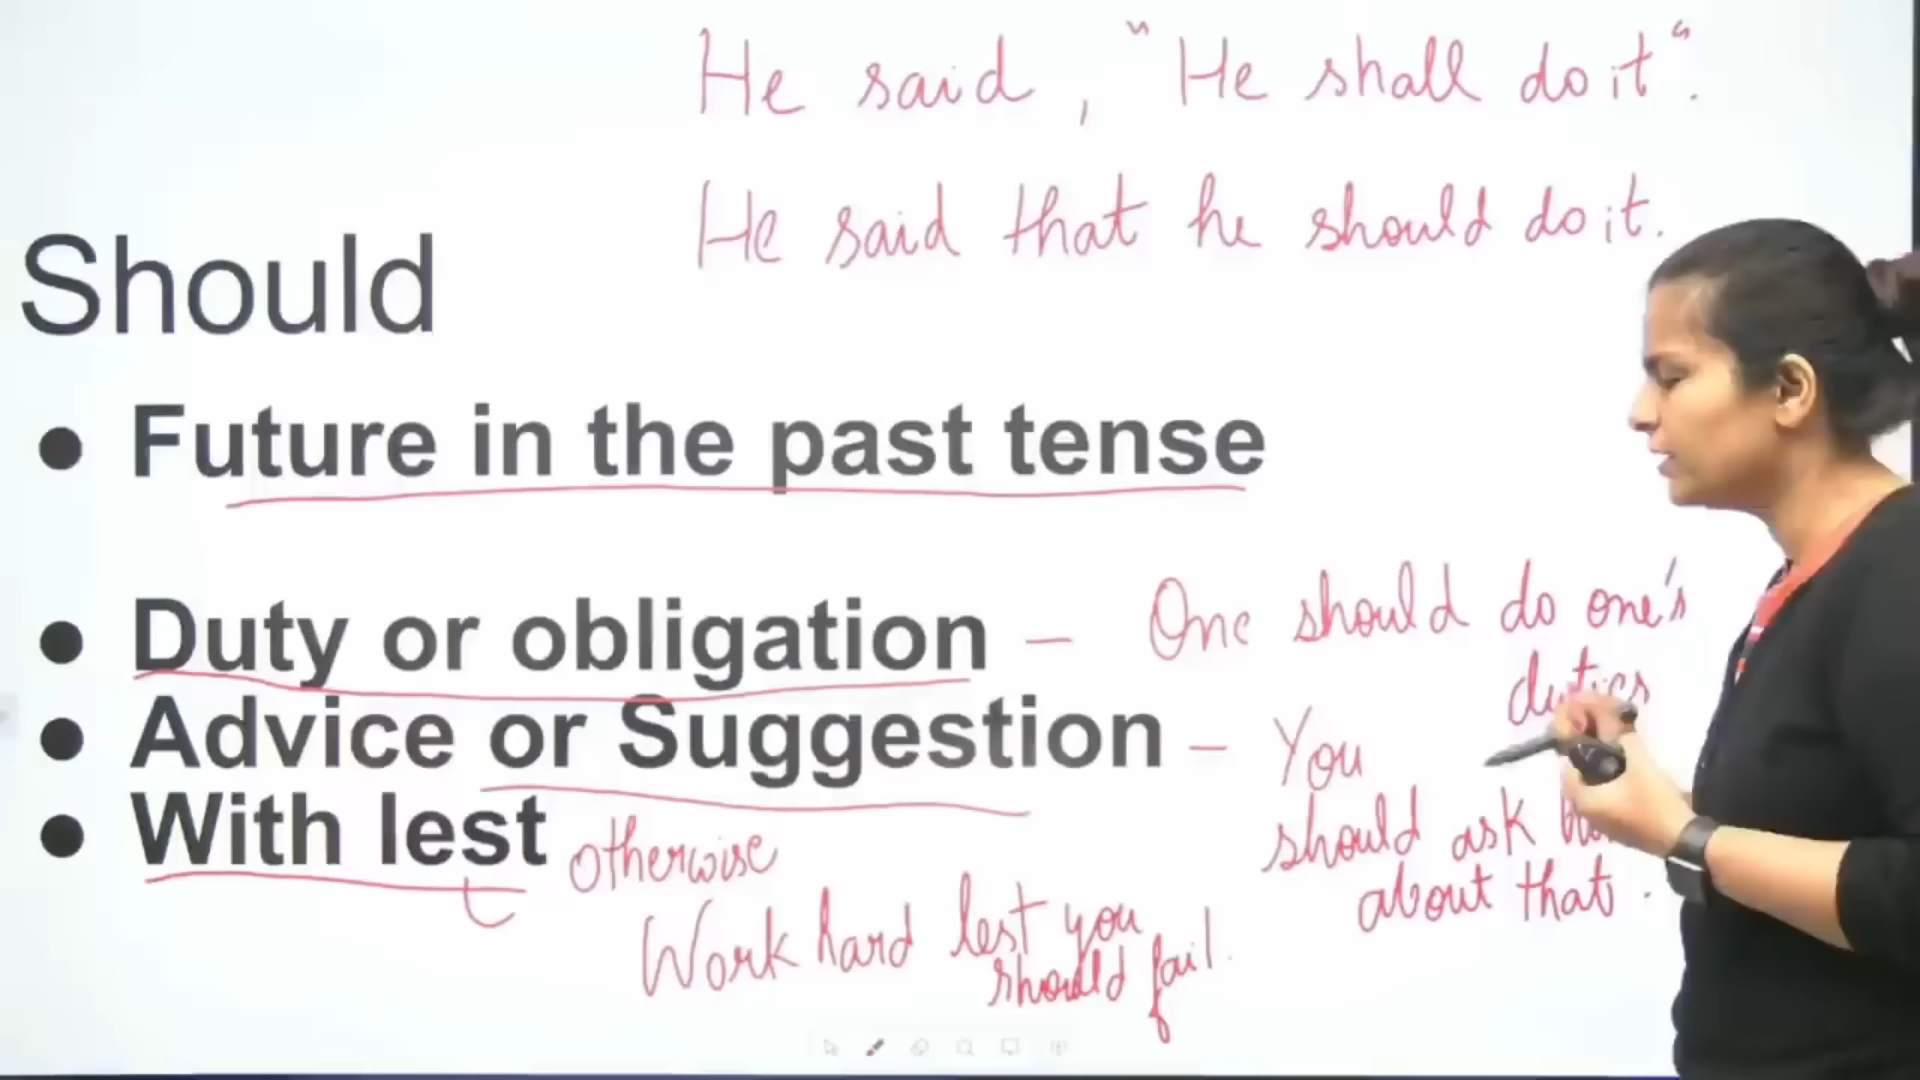 He said, "He shall do it".
He said that he should do it.
Should
● Future in the past tense
● Duty or obligation – One should do one's
duties
● Advice or Suggestion – You
should ask
about that.
● With lest otherwise
Work hard lest you
should fail.